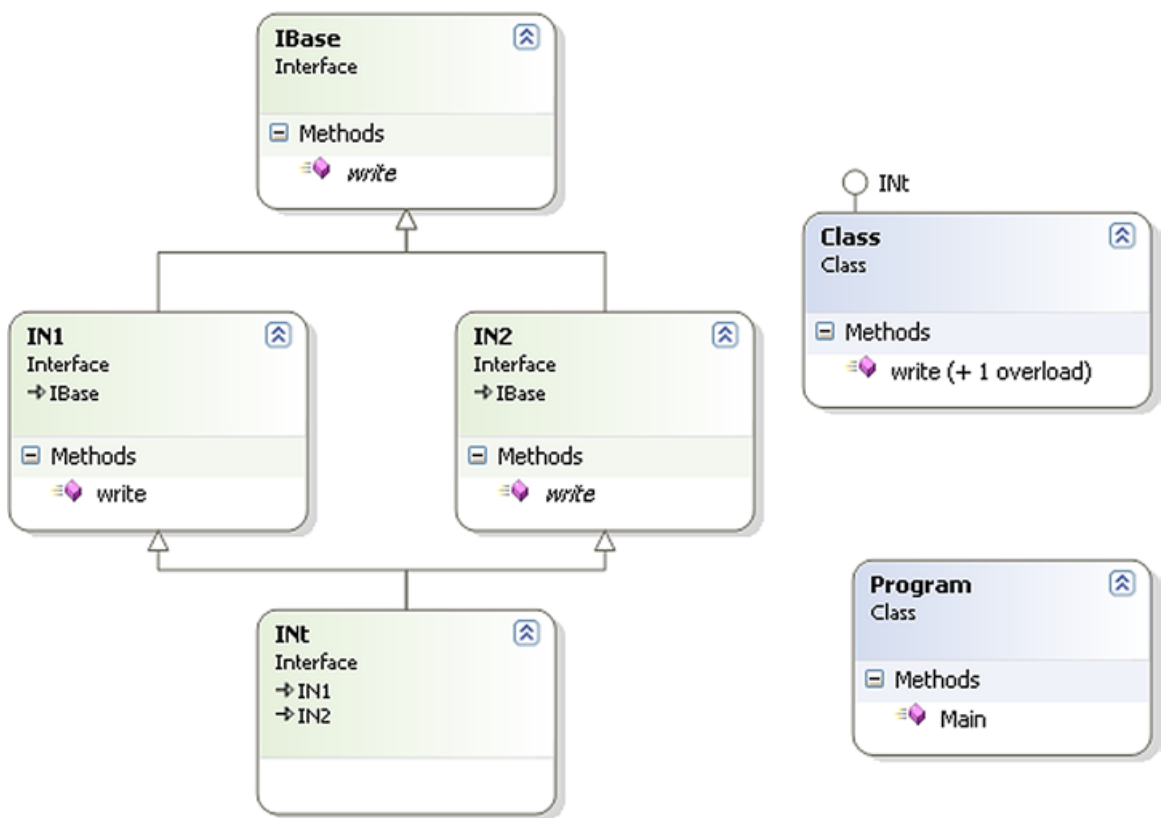 IBase
Interface
Methods
write
INt
Class
Class
Methods
write (+ 1 overload)
IN1
Interface
IBase
Methods
write
IN2
Interface
IBase
Methods
write
INt
Interface
IN1
IN2
Program
Class
Methods
Main